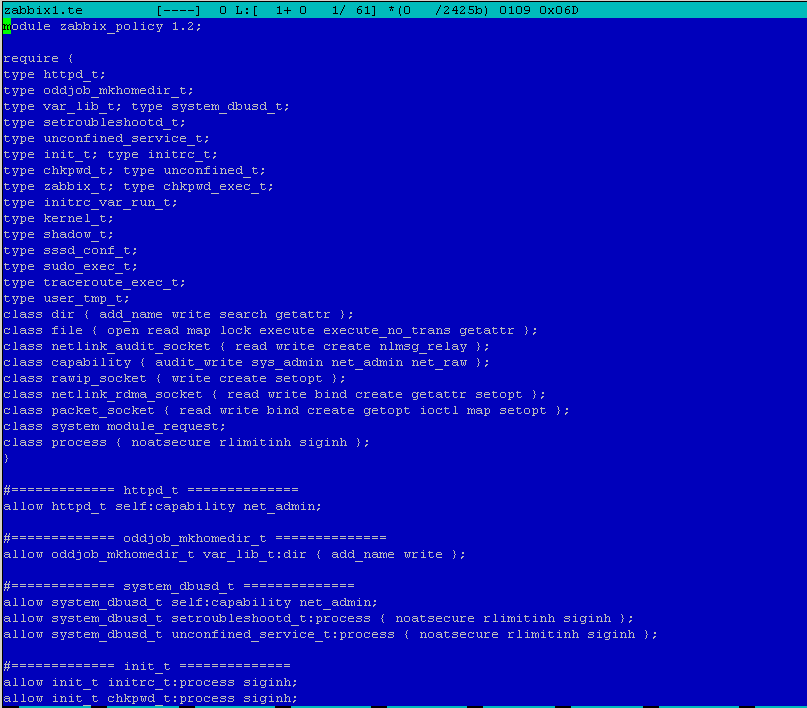 zabbix1.te [----] 0 L:[ 1+ 0 1/ 61] *(0 /2425b) 0109 0x06D
module zabbix_policy 1.2;
require {
type httpd_t;
type oddjob_mkhomedir_t;
type var_lib_t; type system_dbusd_t;
type setroubleshootd_t;
type unconfined_service_t;
type init_t; type initrc_t;
type chkpwd_t; type unconfined_t;
type zabbix_t; type chkpwd_exec_t;
type initrc_var_run_t;
type kernel_t;
type shadow_t;
type sssd_conf_t;
type sudo_exec_t;
type traceroute_exec_t;
type user_tmp_t;
class dir { add_name write search getattr };
class file { open read map lock execute execute_no_trans getattr };
class netlink_audit_socket { read write create nlmsg_relay };
class capability { audit_write sys_admin net_admin net_raw };
class rawip_socket { write create setopt };
class netlink_rdma_socket { read write bind create getattr setopt };
class packet_socket { read write bind create getopt ioctl map setopt };
class system module_request;
class process { noatsecure rlimitinh siginh };
}
#============= httpd_t ==============
allow httpd_t self:capability net_admin;
#============= oddjob_mkhomedir_t ==============
allow oddjob_mkhomedir_t var_lib_t:dir { add_name write };
#============= system_dbusd_t ==============
allow system_dbusd_t self:capability net_admin;
allow system_dbusd_t setroubleshootd_t:process { noatsecure rlimitinh siginh };
allow system_dbusd_t unconfined_service_t:process { noatsecure rlimitinh siginh };
#============= init_t ==============
allow init_t initrc_t:process siginh;
allow init_t chkpwd_t:process siginh;